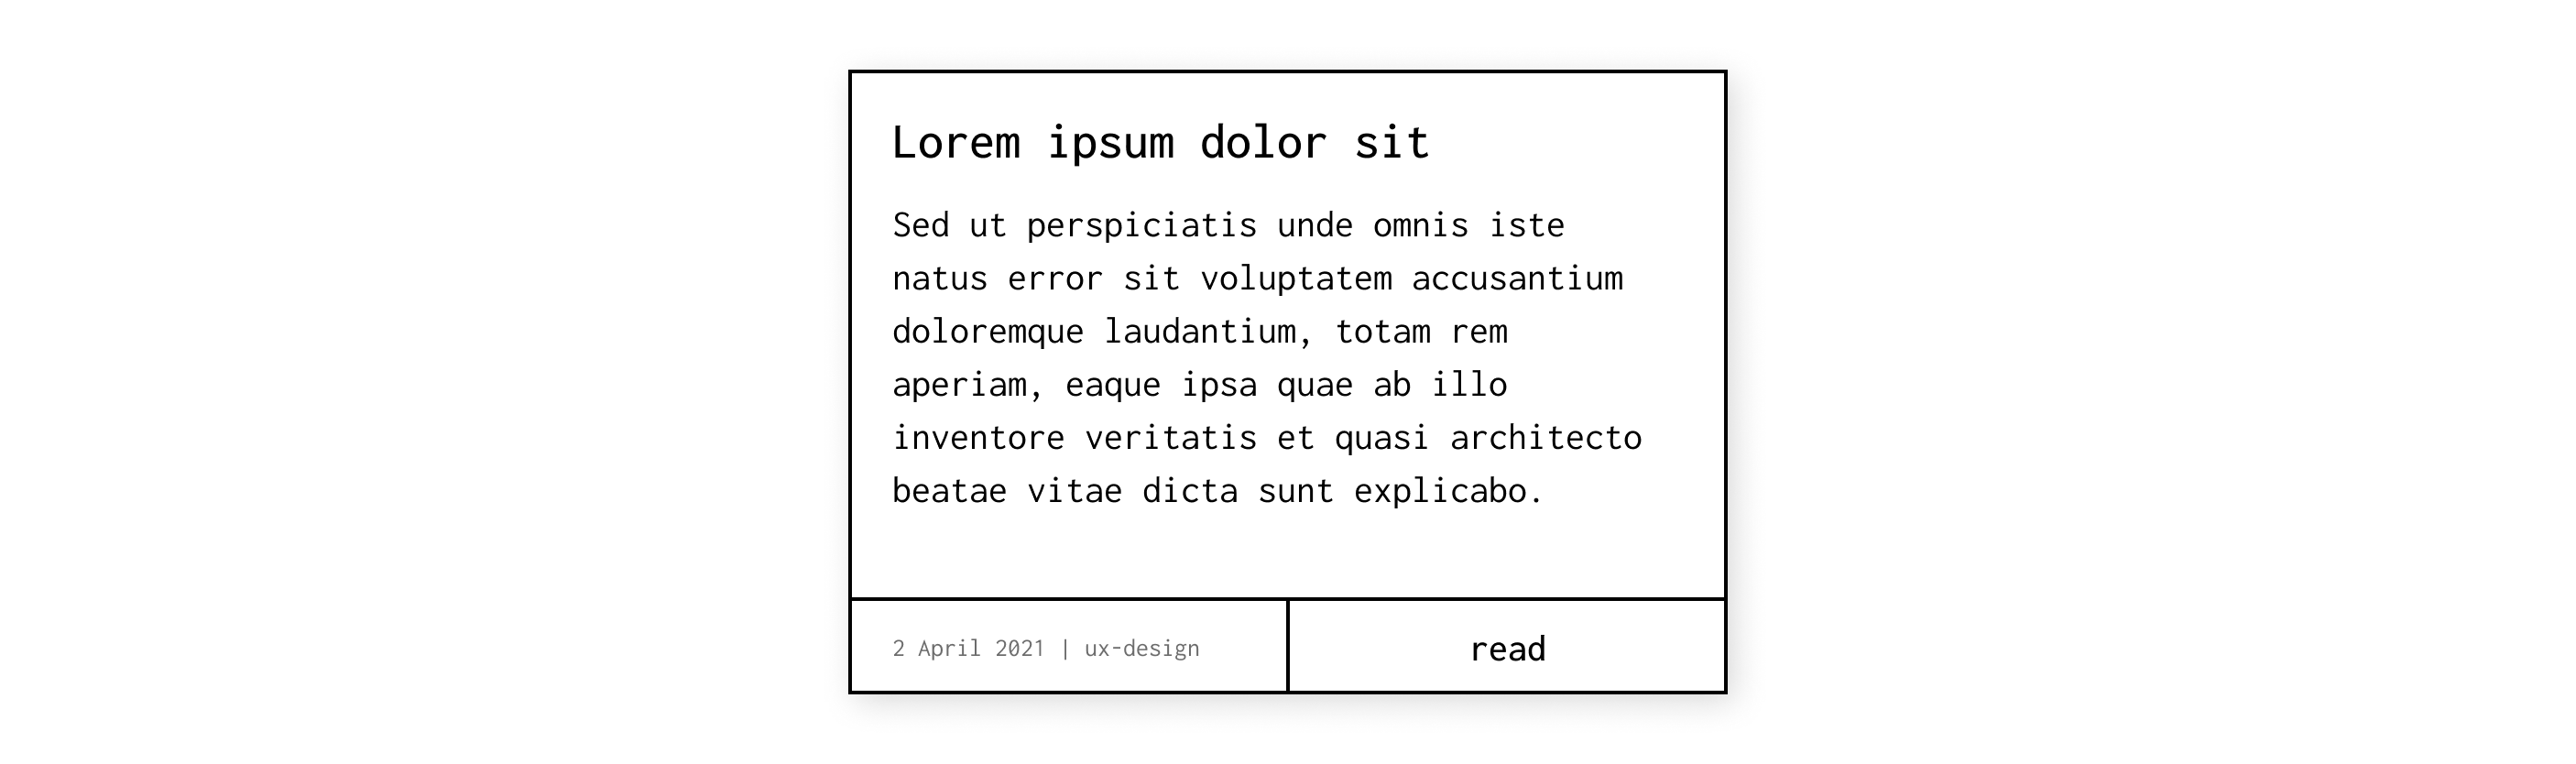 Lorem ipsum dolor sit
Sed ut perspiciatis unde omnis iste
natus error sit voluptatem accusantium
doloremque laudantium, totam rem
aperiam, eaque ipsa quae ab illo
inventore veritatis et quasi architecto
beatae vitae dicta sunt explicabo.
2 April 2021 | ux-design
read